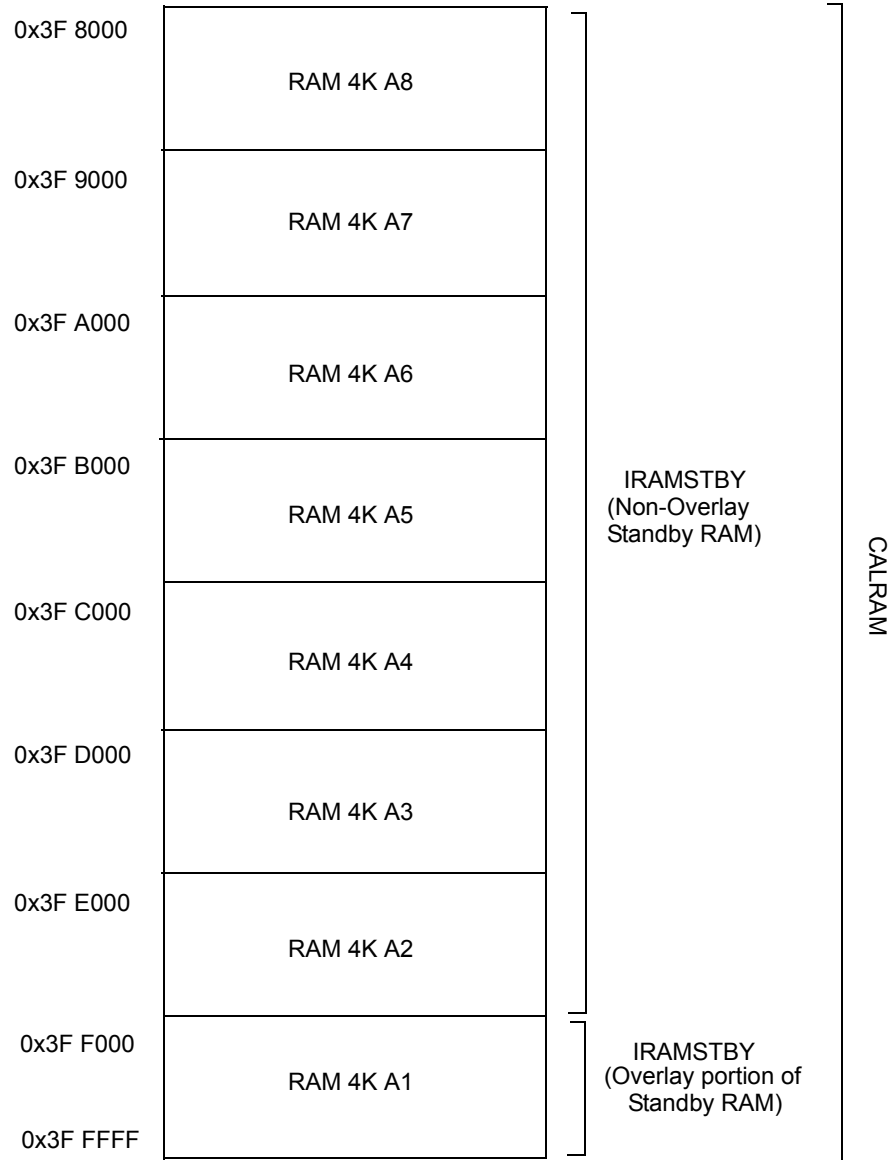 0x3F 8000
RAM 4K A8
0x3F 9000
RAM 4K A7
0x3F A000
RAM 4K A6
0x3F B000
RAM 4K A5
IRAMSTBY
(Non-Overlay
Standby RAM)
CALRAM
0x3F C000
RAM 4K A4
0x3F D000
RAM 4K A3
0x3F E000
RAM 4K A2
0x3F F000
RAM 4K A1
IRAMSTBY
(Overlay portion of
Standby RAM)
0x3F FFFF